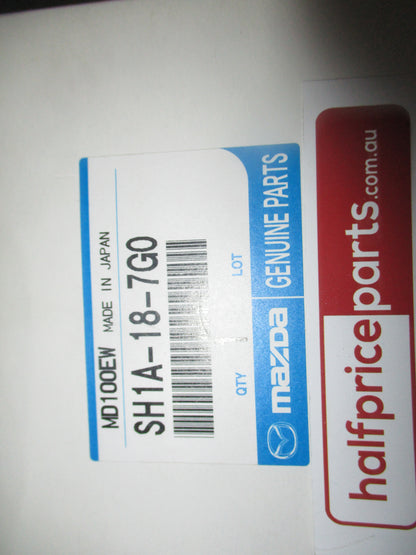 MD100EW MADE IN JAPAN
SH1A-18-7G0
QTY LOT
mazda GENUINE PARTS
halfpriceparts.com.au